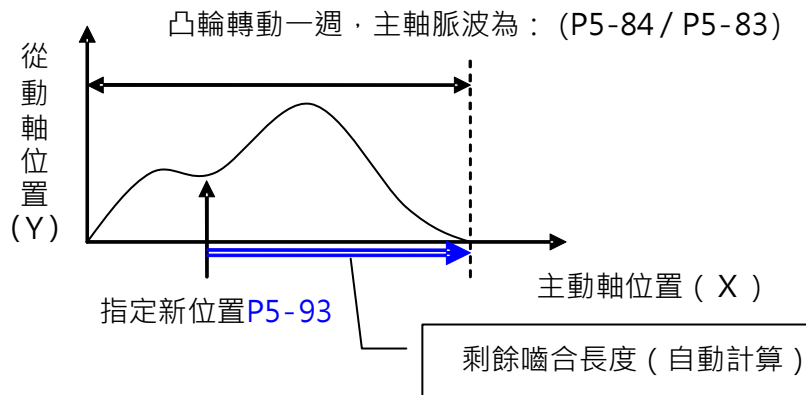 凸輪轉動一週，主軸脈波為：(P5-84 / P5-83)
從
動
軸
位
置
(Y)
主動軸位置 ( X )
指定新位置P5-93
剩餘嚙合長度 ( 自動計算 )